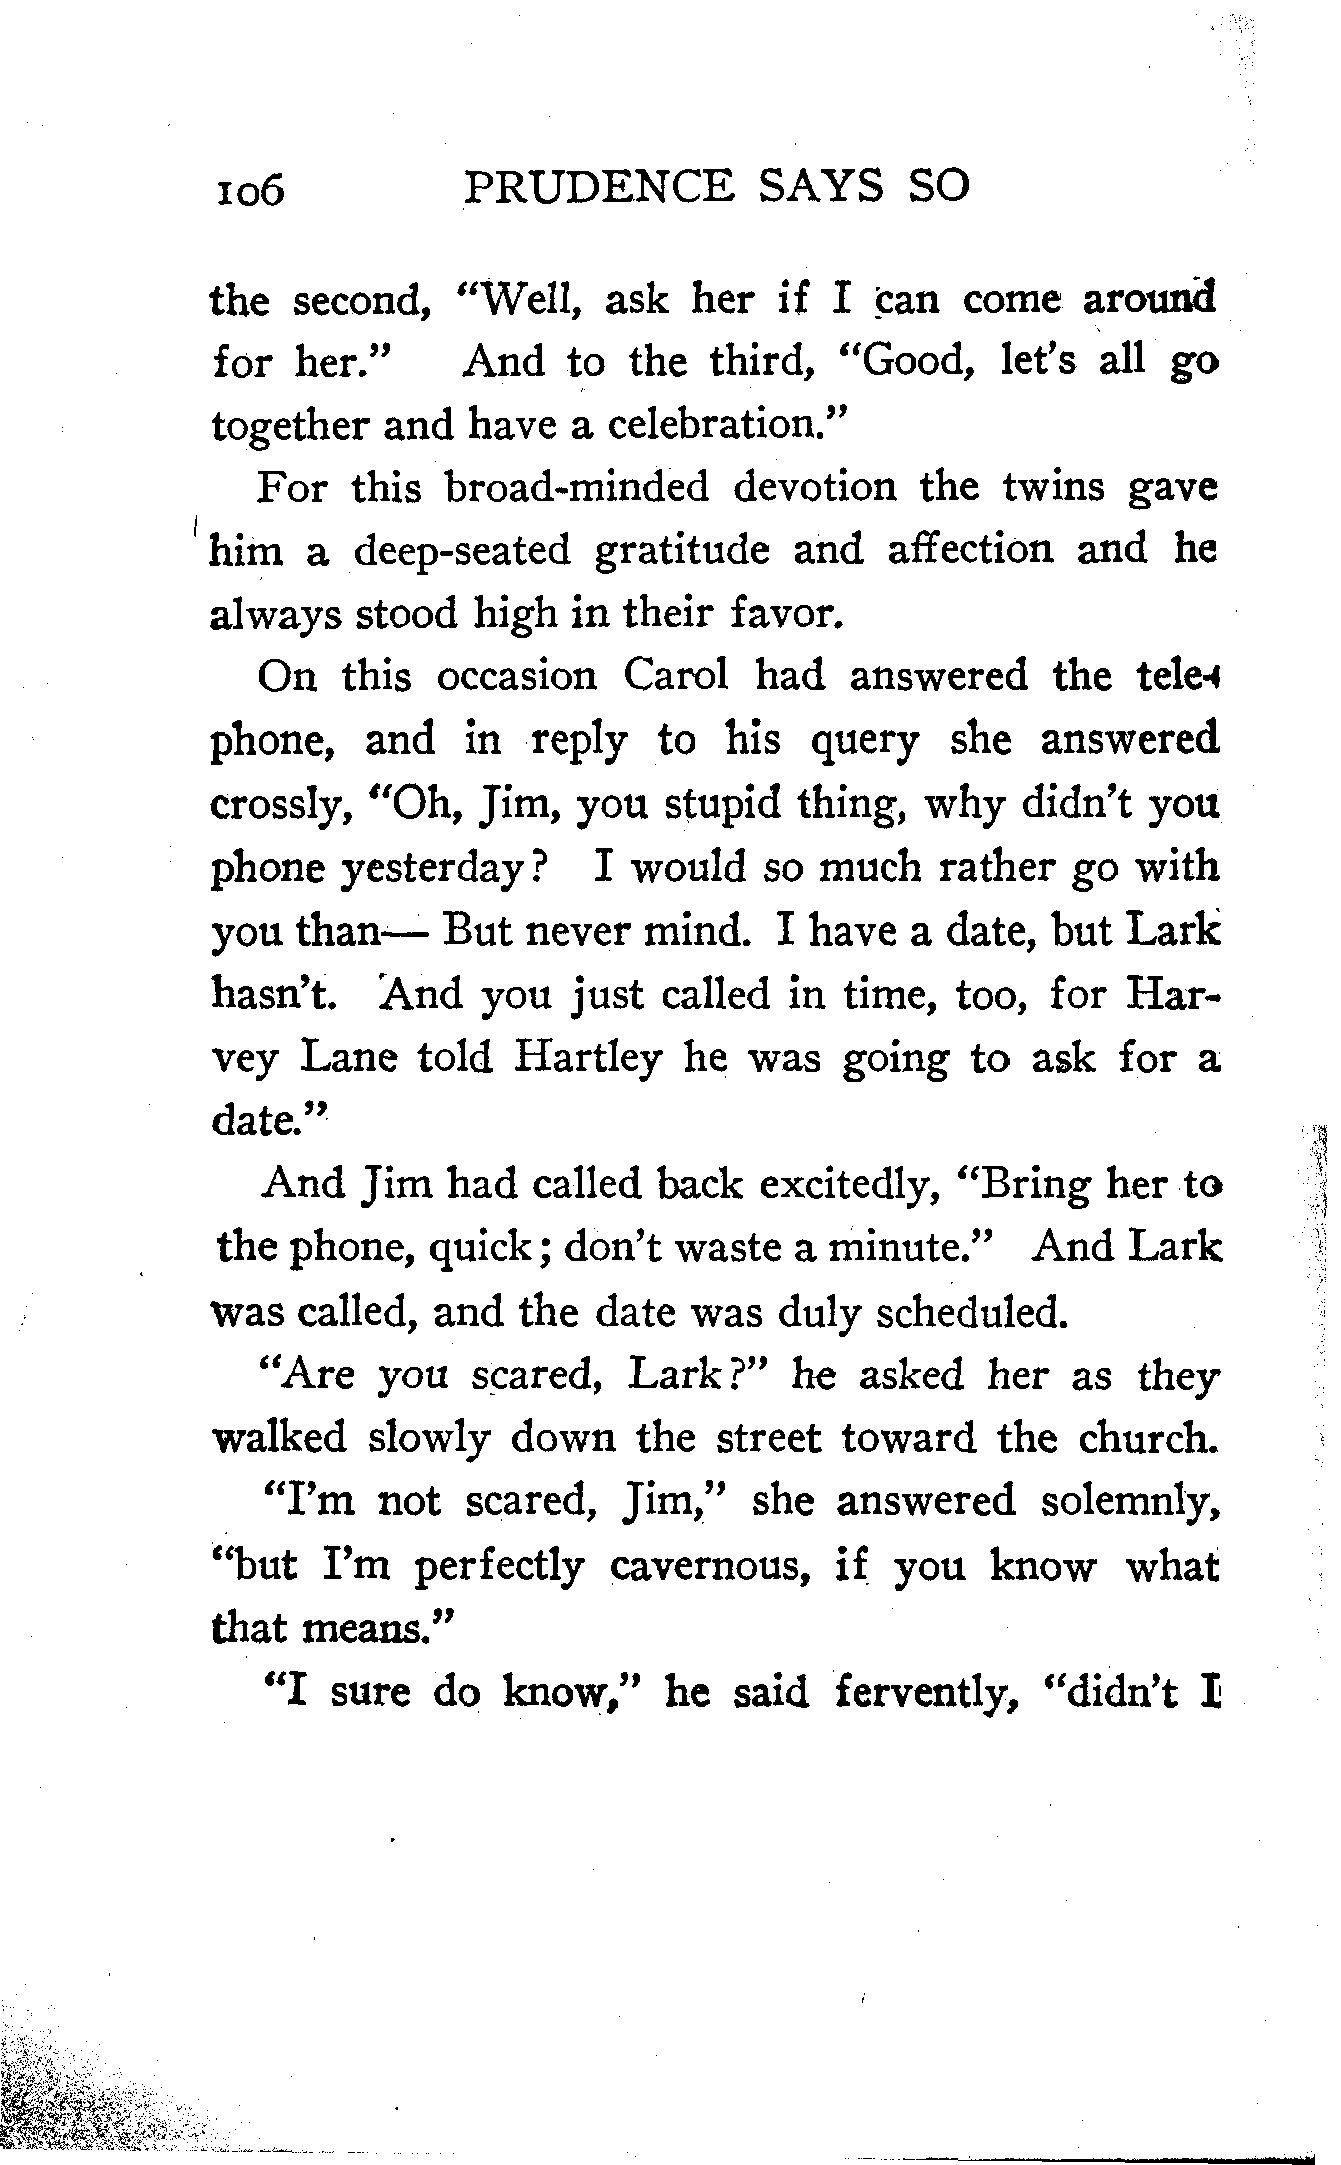 106 PRUDENCE SAYS SO
the second, "Well, ask her if I can come around
for her." And to the third, "Good, let's all go
together and have a celebration."
For this broad-minded devotion the twins gave
him a deep-seated gratitude and affection and he
always stood high in their favor.
On this occasion Carol had answered the tele-
phone, and in reply to his query she answered
crossly, "Oh, Jim, you stupid thing, why didn't you
phone yesterday? I would so much rather go with
you than— But never mind. I have a date, but Lark
hasn't. And you just called in time, too, for Har-
vey Lane told Hartley he was going to ask for a
date."
And Jim had called back excitedly, "Bring her to
the phone, quick; don't waste a minute." And Lark
was called, and the date was duly scheduled.
"Are you scared, Lark?" he asked her as they
walked slowly down the street toward the church.
"I'm not scared, Jim," she answered solemnly,
"but I'm perfectly cavernous, if you know what
that means."
"I sure do know," he said fervently, "didn't I